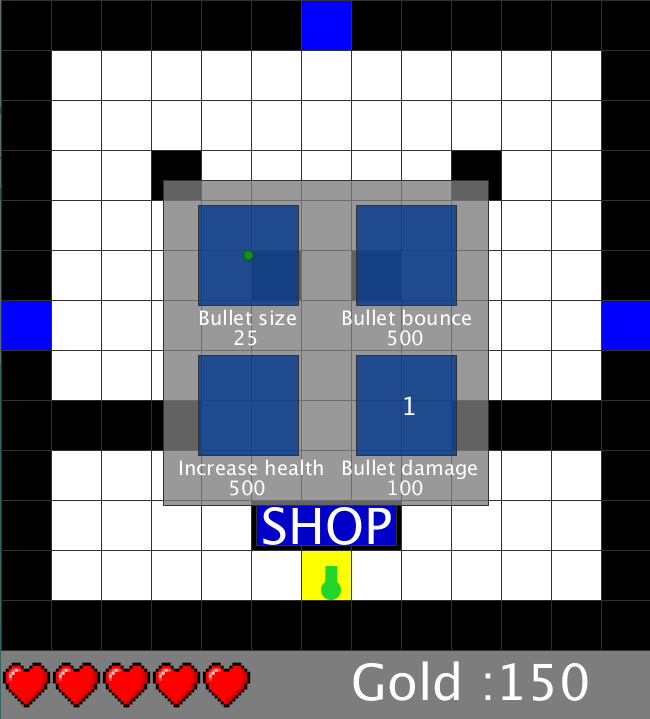 Bullet size
25
Bullet bounce
500
1
Increase health
500
Bullet damage
100
SHOP
Gold :150